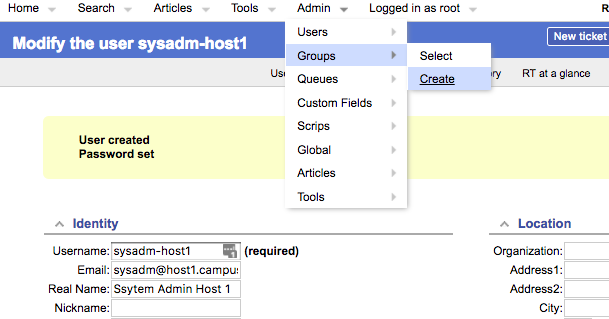 Home Search Articles Tools Admin Logged in as root R
Modify the user sysadm-host1
New ticket
Users
Groups
Select
Queues
Create
Custom Fields
Scrips
Global
Articles
Tools
Use
ory RT at a glance
User created
Password set
Identity
Username: sysadm-host1 (required)
Email: sysadm@host1.campu
Real Name: Ssytem Admin Host 1
Nickname:
Location
Organization:
Address1:
Address2:
City: